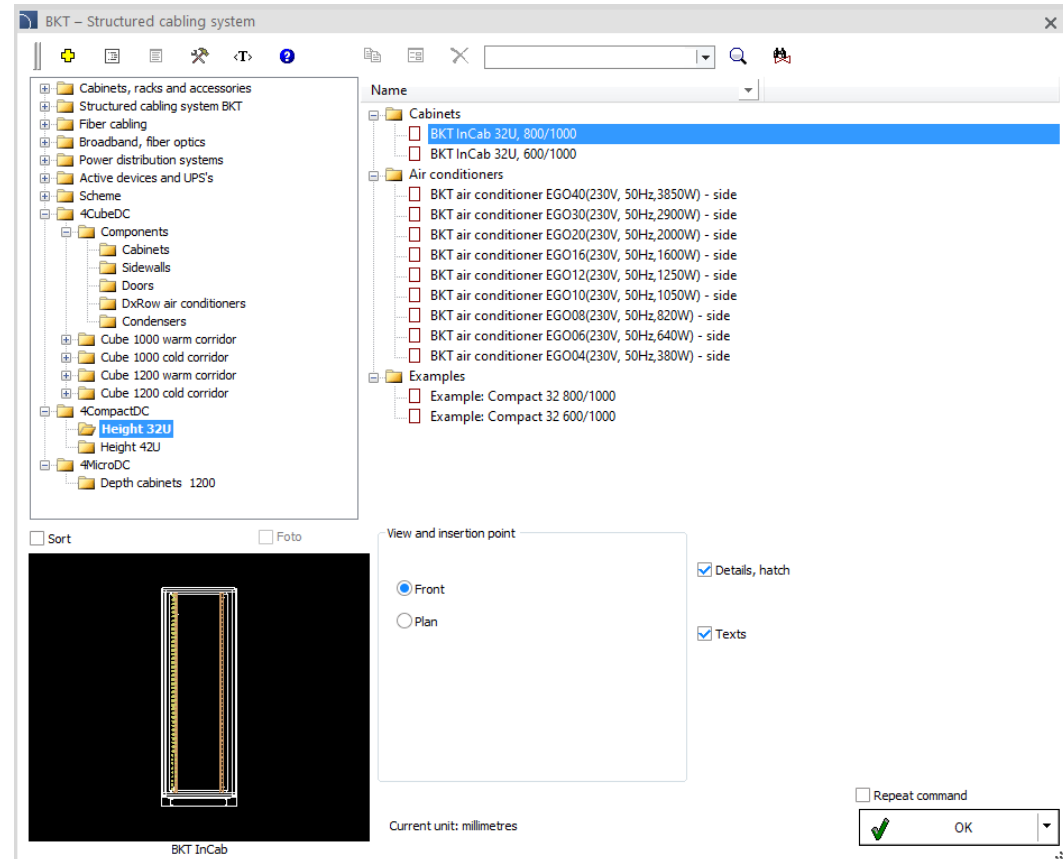 BKT – Structured cabling system
‹T›
Cabinets, racks and accessories
Structured cabling system BKT
Fiber cabling
Broadband, fiber optics
Power distribution systems
Active devices and UPS's
Scheme
4CubeDC
Components
Cabinets
Sidewalls
Doors
DxRow air conditioners
Condensers
Cube 1000 warm corridor
Cube 1000 cold corridor
Cube 1200 warm corridor
Cube 1200 cold corridor
4CompactDC
Height 32U
Height 42U
4MicroDC
Depth cabinets 1200
Name
Cabinets
BKT InCab 32U, 800/1000
BKT InCab 32U, 600/1000
Air conditioners
BKT air conditioner EGO40(230V, 50Hz,3850W) - side
BKT air conditioner EGO30(230V, 50Hz,2900W) - side
BKT air conditioner EGO20(230V, 50Hz,2000W) - side
BKT air conditioner EGO16(230V, 50Hz,1600W) - side
BKT air conditioner EGO12(230V, 50Hz,1250W) - side
BKT air conditioner EGO10(230V, 50Hz,1050W) - side
BKT air conditioner EGO08(230V, 50Hz,820W) - side
BKT air conditioner EGO06(230V, 50Hz,640W) - side
BKT air conditioner EGO04(230V, 50Hz,380W) - side
Examples
Example: Compact 32 800/1000
Example: Compact 32 600/1000
Sort
Foto
BKT InCab
View and insertion point
Front
Plan
Details, hatch
Texts
Current unit: millimetres
Repeat command
OK